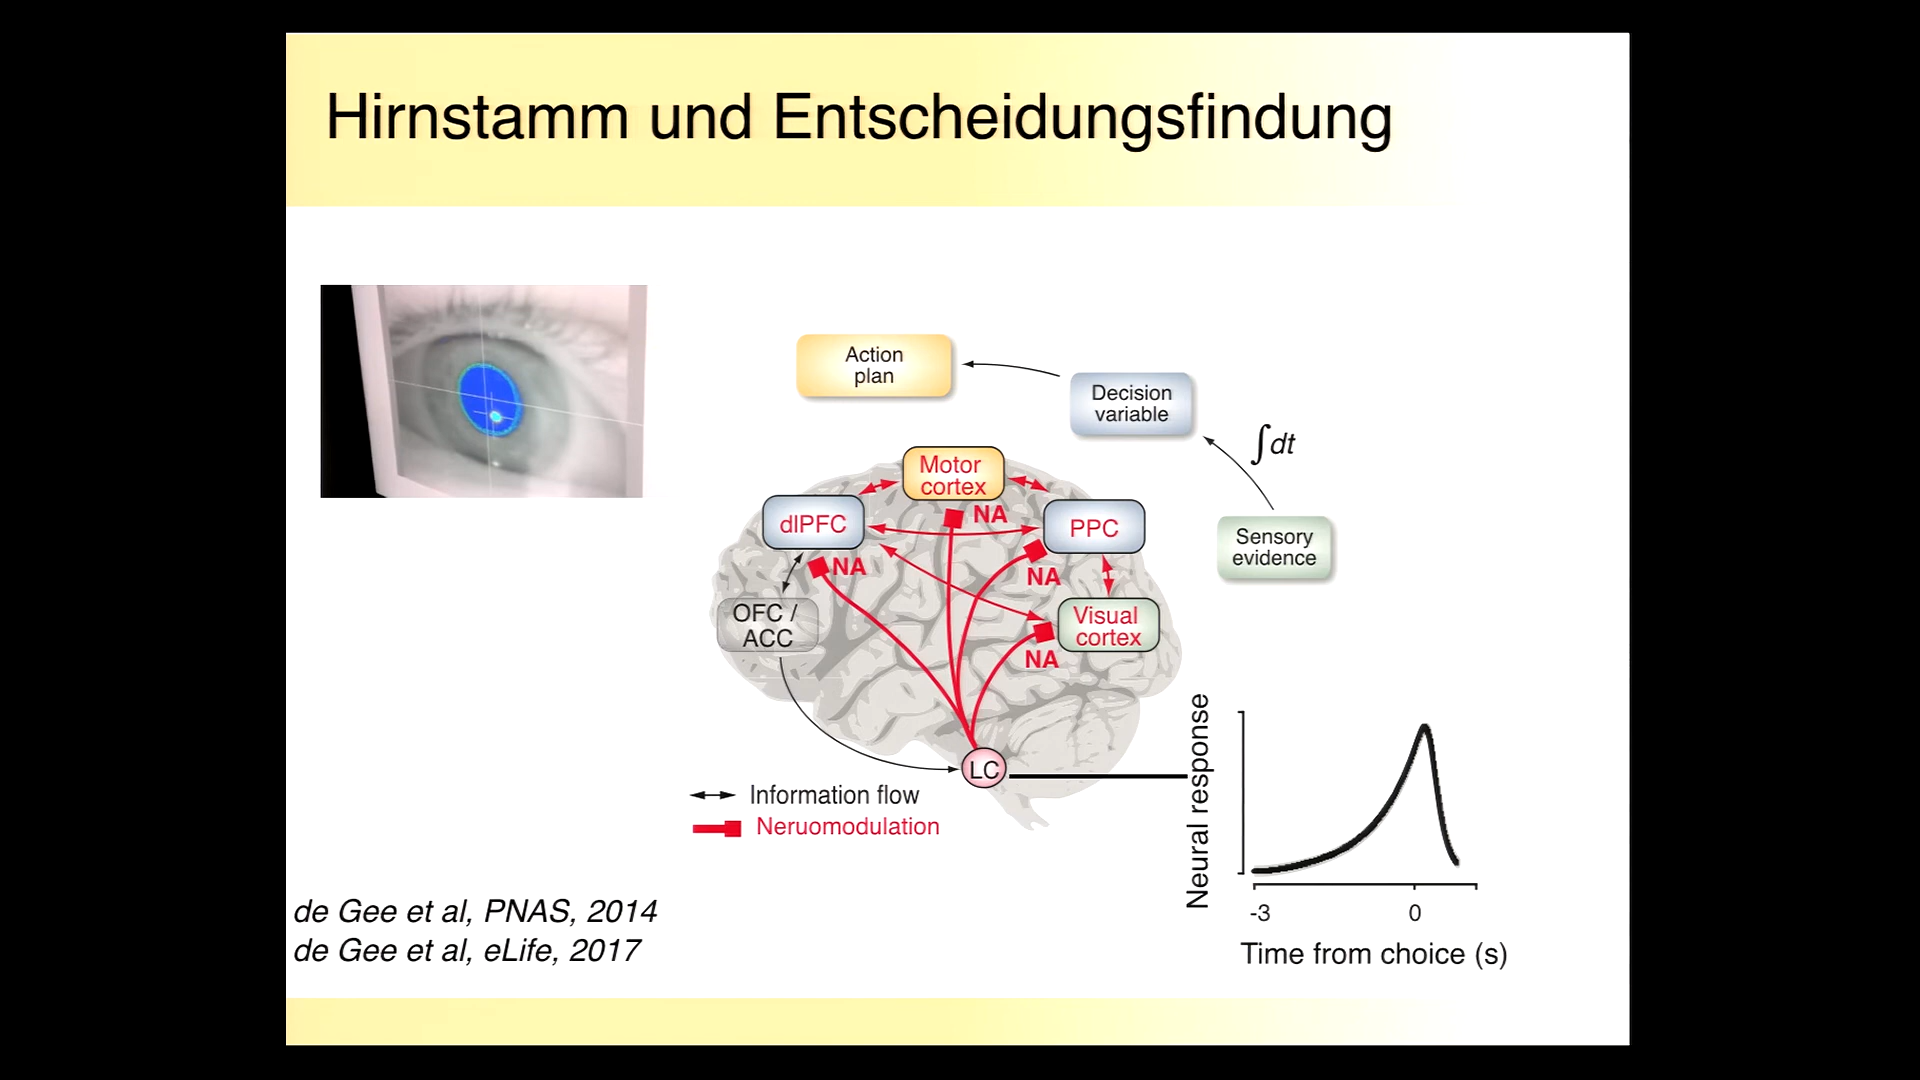 Hirnstamm und Entscheidungsfindung
Action
plan
Decision
variable
∫dt
Sensory
evidence
Motor
cortex
dlPFC
NA
PPC
NA
NA
OFC /
ACC
Visual
cortex
NA
LC
Information flow
Neruomodulation
Neural response
-3
0
Time from choice (s)
de Gee et al, PNAS, 2014
de Gee et al, eLife, 2017